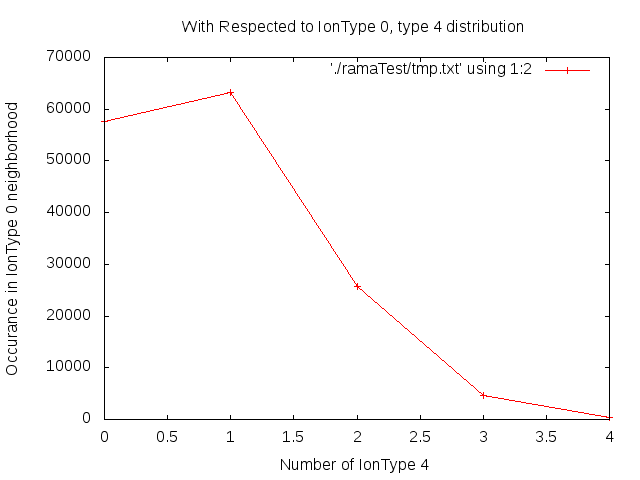 With Respected to IonType 0, type 4 distribution
'./ramaTest/tmp.txt' using 1:2
Occurance in IonType 0 neighborhood
70000
60000
50000
40000
30000
20000
10000
0
0 0.5 1 1.5 2 2.5 3 3.5 4
Number of IonType 4